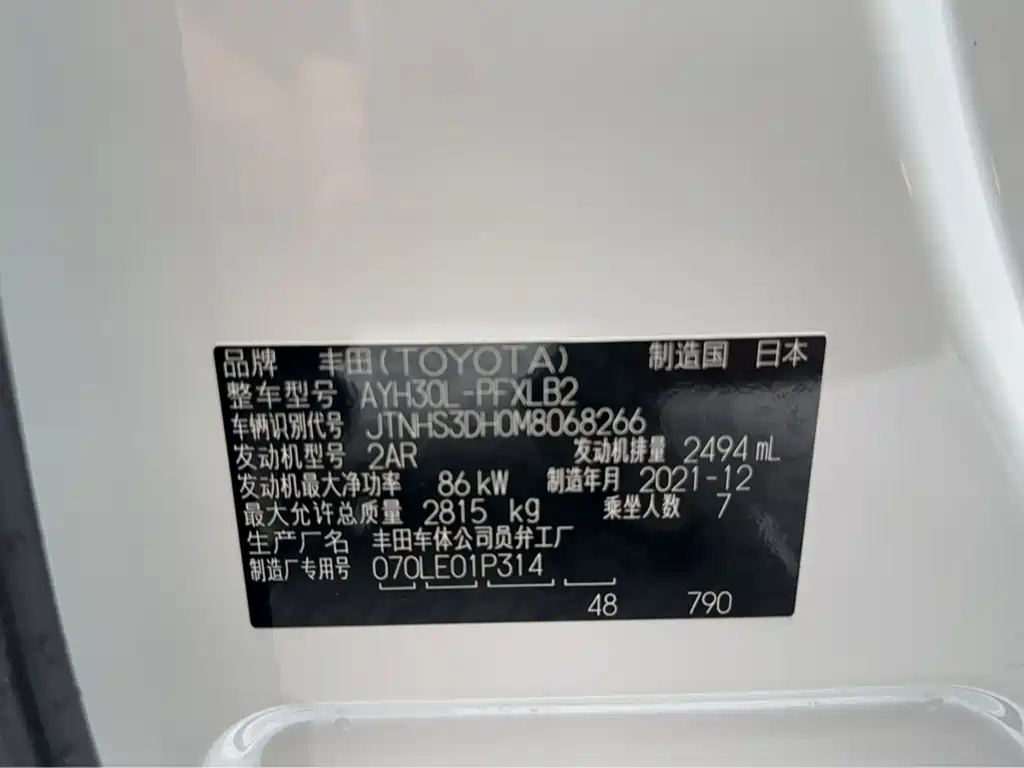 品牌 丰田(TOYOTA) 制造国 日本
整车型号 AYH30L-PFXLB2
车辆识别代号 JTNHS3DH0M8068266
发动机型号 2AR 发动机排量 2494 mL
发动机最大净功率 86 kW 制造年月 2021-12
最大允许总质量 2815 kg 乘坐人数 7
生产厂名 丰田车体公司员弁工厂
制造厂专用号 070LE01P314
48 790